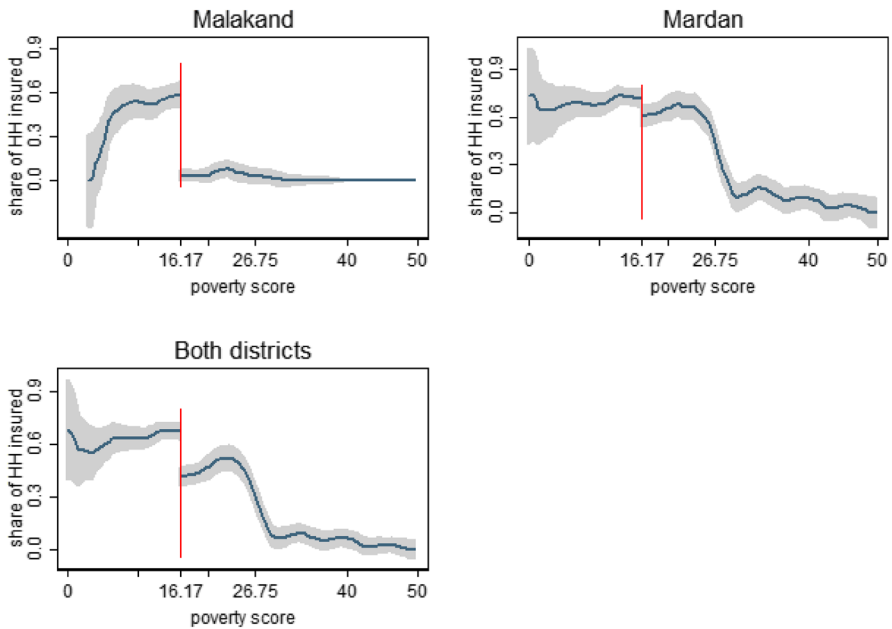 Malakand
share of HH insured
0.9
0.6
0.3
0.0
0 16.17 26.75 40 50
poverty score
Mardan
share of HH insured
0.9
0.6
0.3
0.0
0 16.17 26.75 40 50
poverty score
Both districts
share of HH insured
0.9
0.6
0.3
0.0
0 16.17 26.75 40 50
poverty score